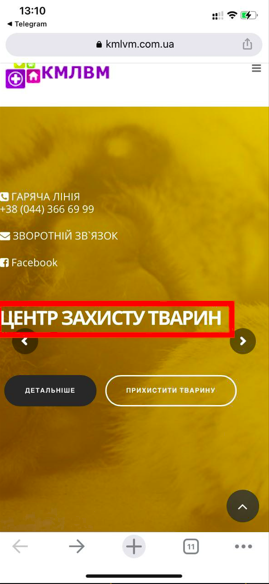 13:10
Telegram
kmlvm.com.ua
КМЛВМ
ГАРЯЧА ЛІНІЯ
+38 (044) 366 69 99
ЗВОРОТНІЙ ЗВ`ЯЗОК
Facebook
ЦЕНТР ЗАХИСТУ ТВАРИН
ДЕТАЛЬНІШЕ
ПРИХИСТИТИ ТВАРИНУ
11